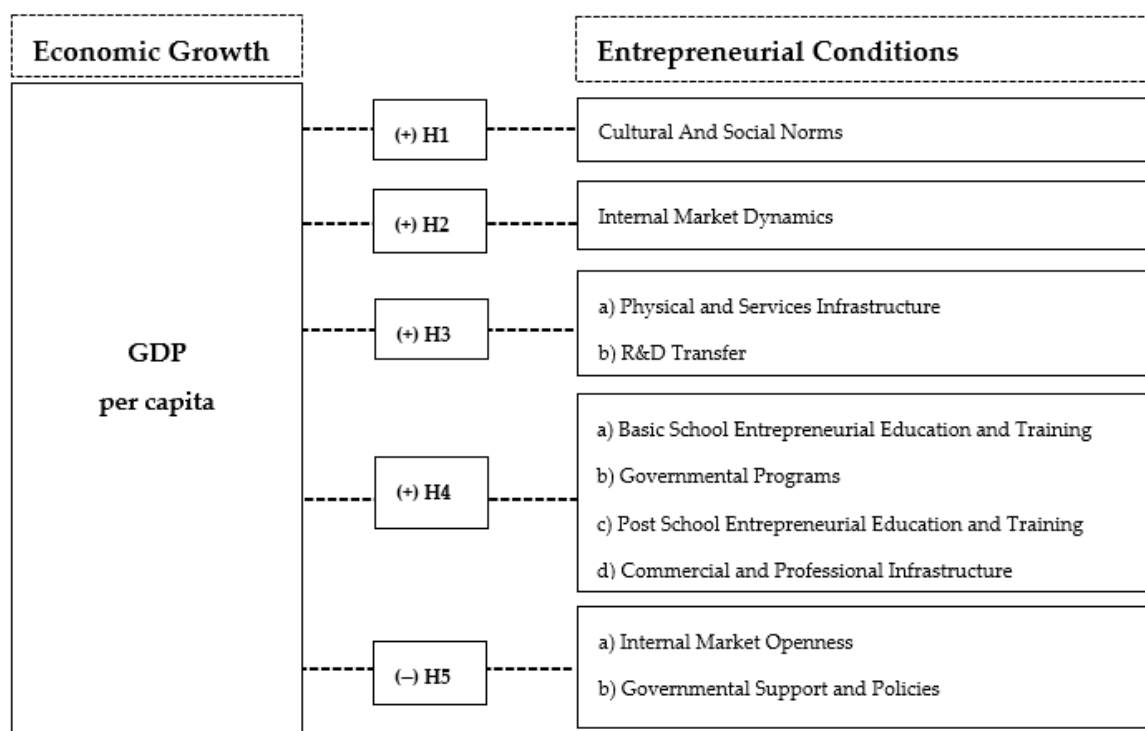 Economic Growth
Entrepreneurial Conditions
GDP
per capita
(+) H1
Cultural And Social Norms
(+) H2
Internal Market Dynamics
(+) H3
a) Physical and Services Infrastructure
b) R&D Transfer
(+) H4
a) Basic School Entrepreneurial Education and Training
b) Governmental Programs
c) Post School Entrepreneurial Education and Training
d) Commercial and Professional Infrastructure
(–) H5
a) Internal Market Openness
b) Governmental Support and Policies